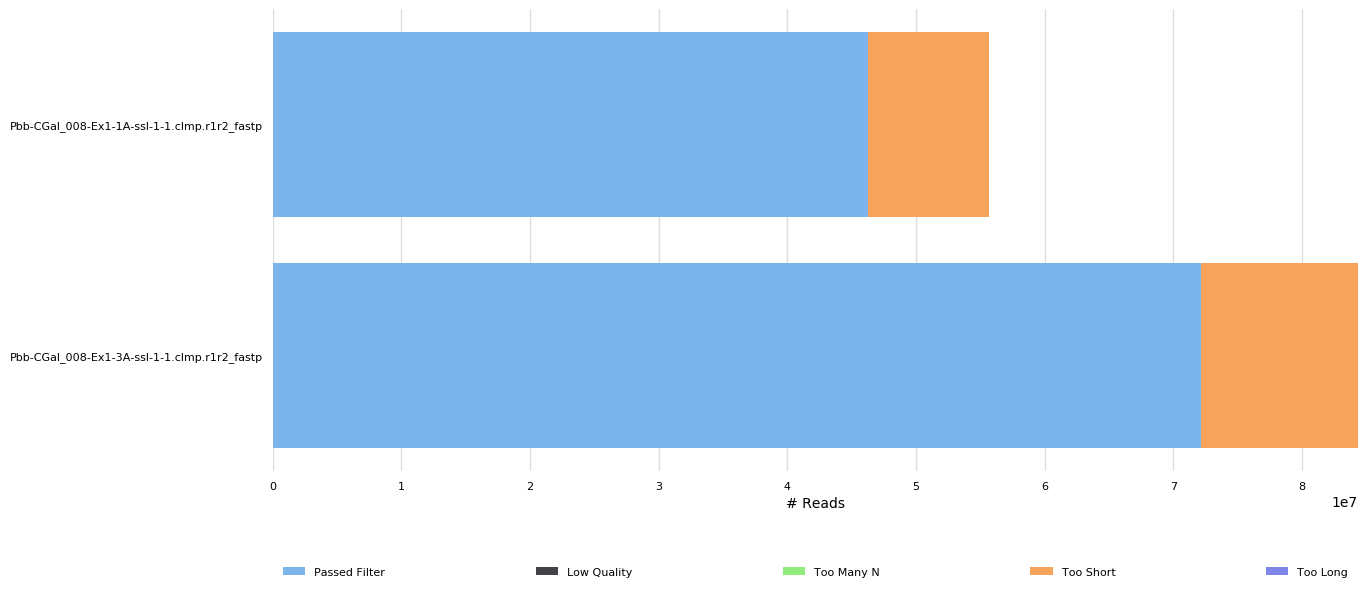 Pbb-CGal_008-Ex1-1A-ssl-1-1.clmp.r1r2_fastp
Pbb-CGal_008-Ex1-3A-ssl-1-1.clmp.r1r2_fastp
0 1 2 3 4 5 6 7 8
# Reads
1e7
Passed Filter Low Quality Too Many N Too Short Too Long